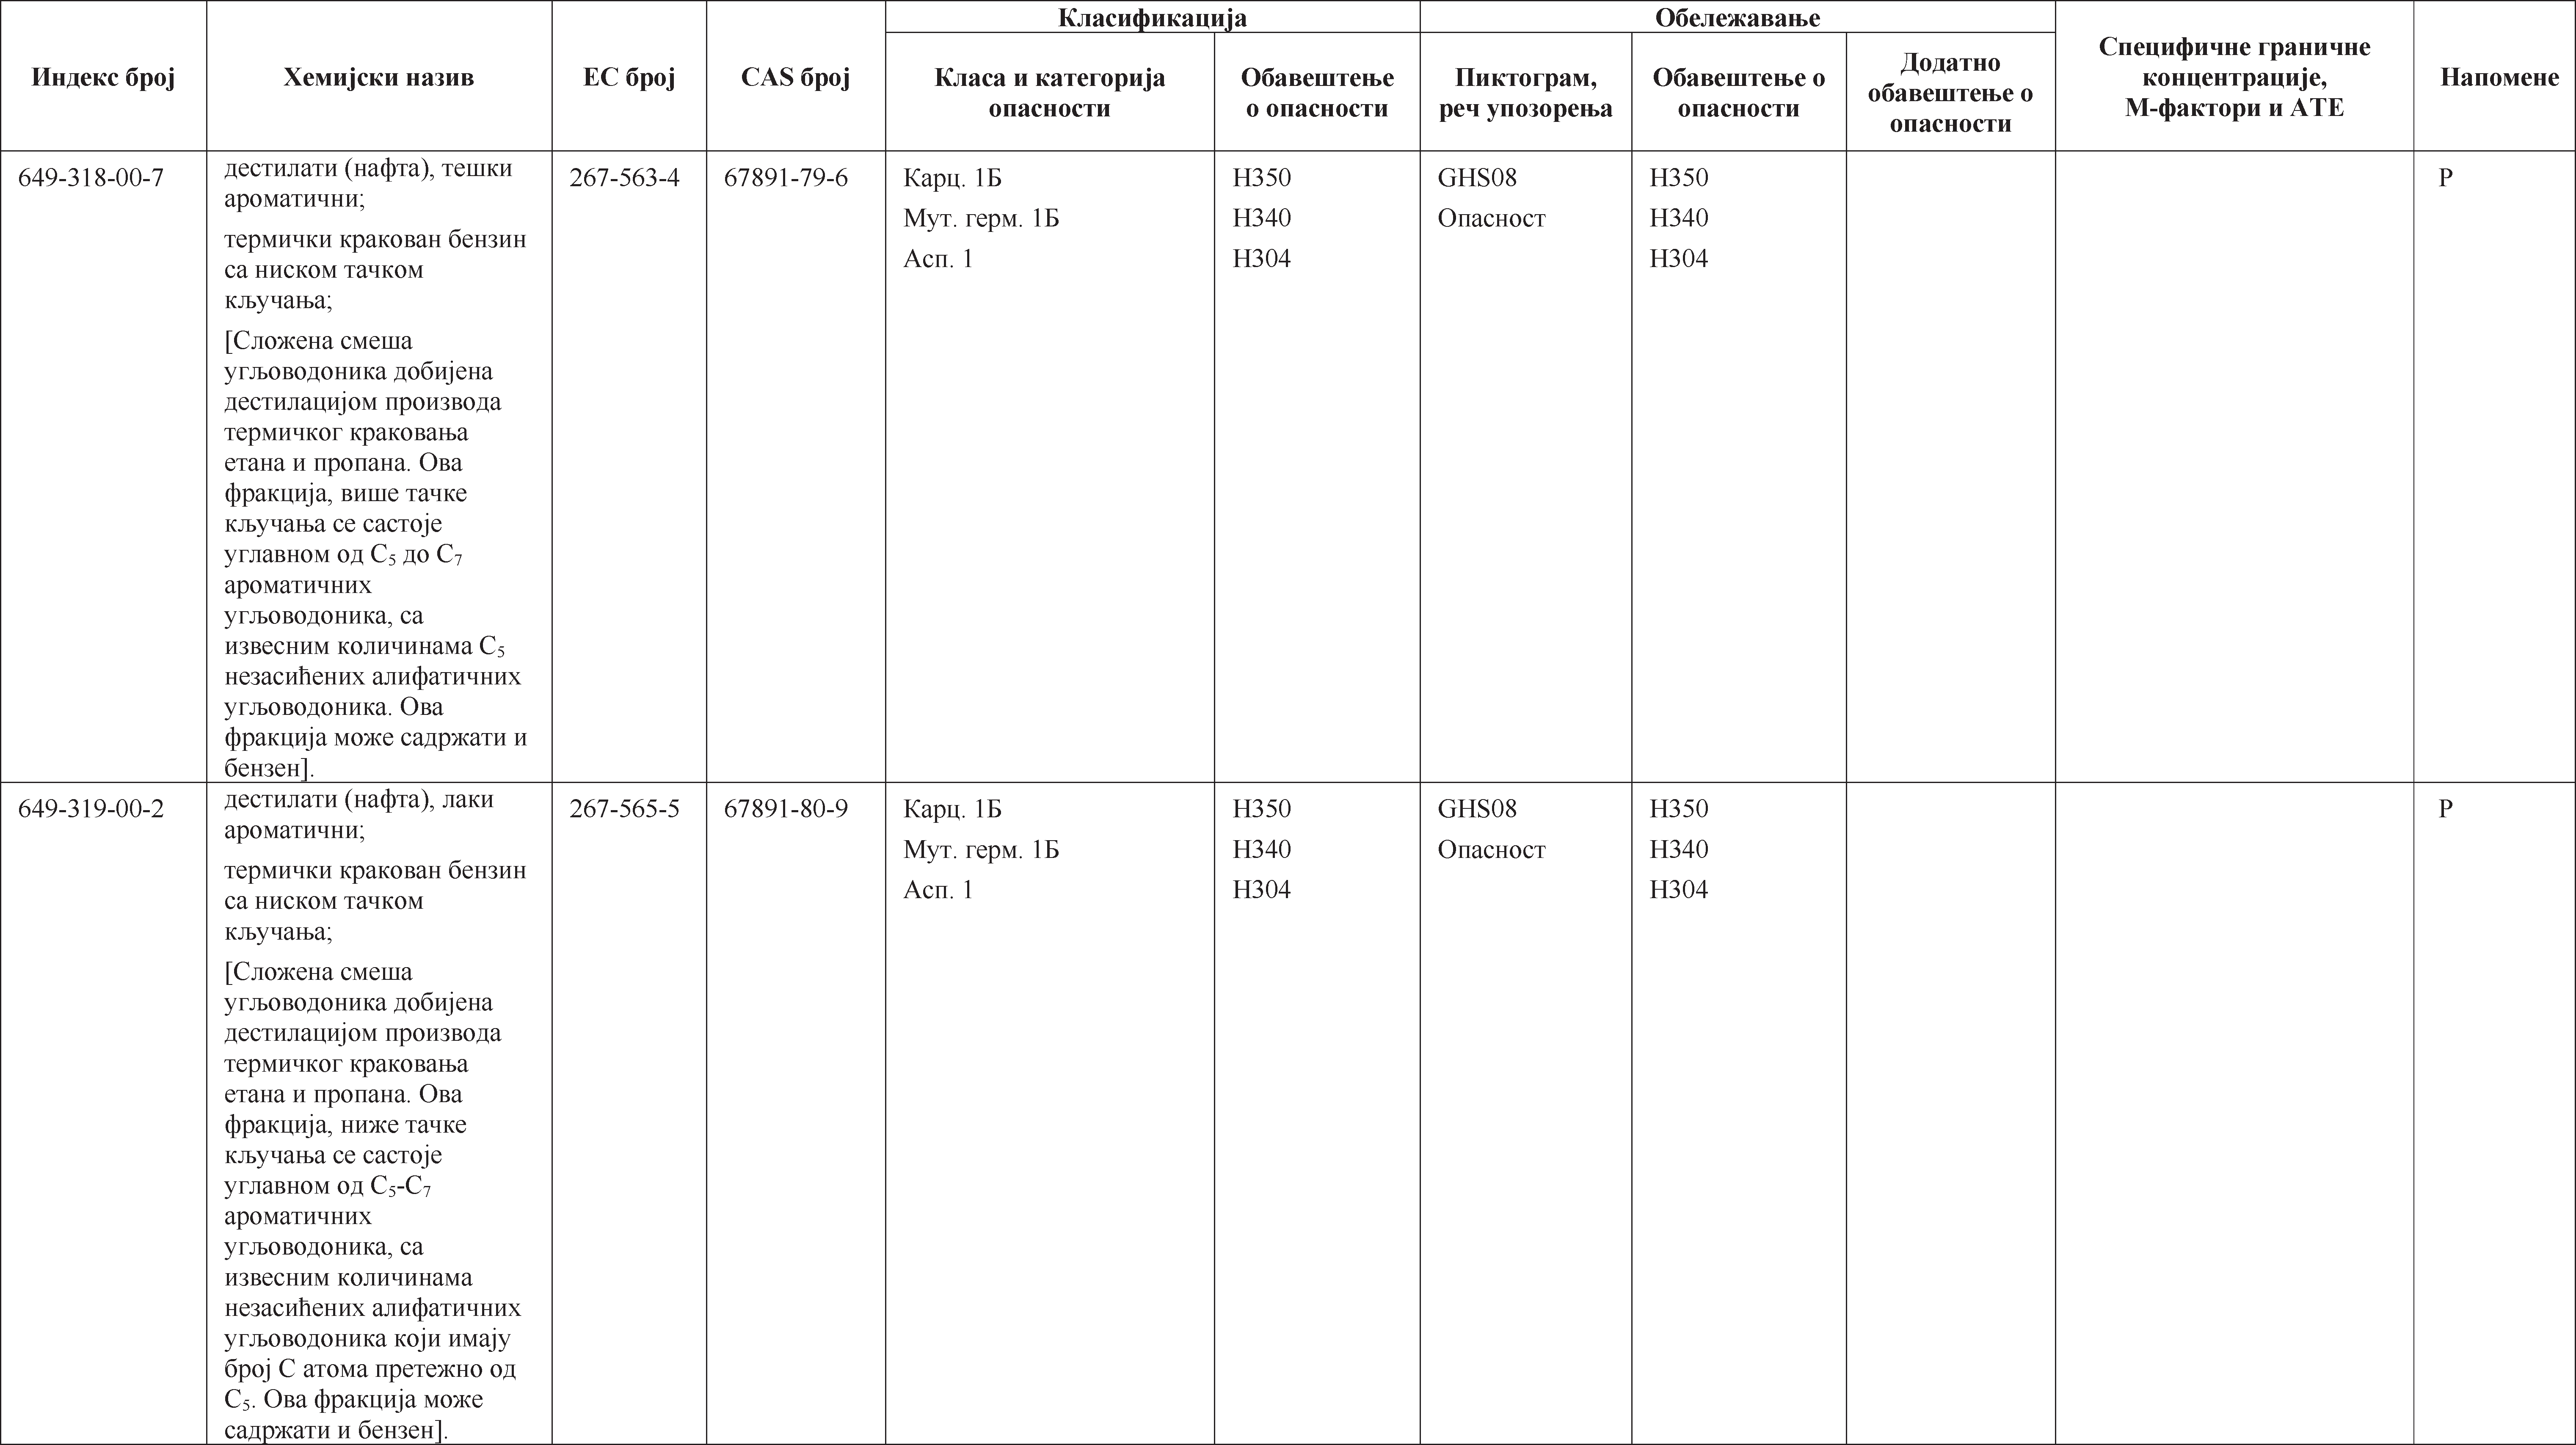 Класификација
Обележавање
Индекс број
Хемијски назив
ЕС број
CAS број
Класа и категорија
опасности
Обавештење
о опасности
Пиктограм,
реч упозорења
Обавештење о
опасности
Додатно
обавештење о
опасности
Специфичне граничне
концентрације,
М-фактори и АТЕ
Напомене
649-318-00-7
дестилати (нафта), тешки
ароматични;
термички кракован бензин
са ниском тачком
кључања;
[Сложена смеша
угљоводоника добијена
дестилацијом производа
термичког краковања
етана и пропана. Ова
фракција, више тачке
кључања се састоје
углавном од C₅ до C₇
ароматичних
угљоводоника, са
извесним количинама C₅
незасићених алифатичних
угљоводоника. Ова
фракција може садржати и
бензен].
267-563-4
67891-79-6
Карц. 1Б
Мут. герм. 1Б
Асп. 1
H350
H340
H304
GHS08
Опасност
H350
H340
H304
P
649-319-00-2
дестилати (нафта), лаки
ароматични;
термички кракован бензин
са ниском тачком
кључања;
[Сложена смеша
угљоводоника добијена
дестилацијом производа
термичког краковања
етана и пропана. Ова
фракција, ниже тачке
кључања се састоје
углавном од C₅-C₇
ароматичних
угљоводоника, са
извесним количинама
незасићених алифатичних
угљоводоника који имају
број C атома претежно од
C₅. Ова фракција може
садржати и бензен].
267-565-5
67891-80-9
Карц. 1Б
Мут. герм. 1Б
Асп. 1
H350
H340
H304
GHS08
Опасност
H350
H340
H304
P